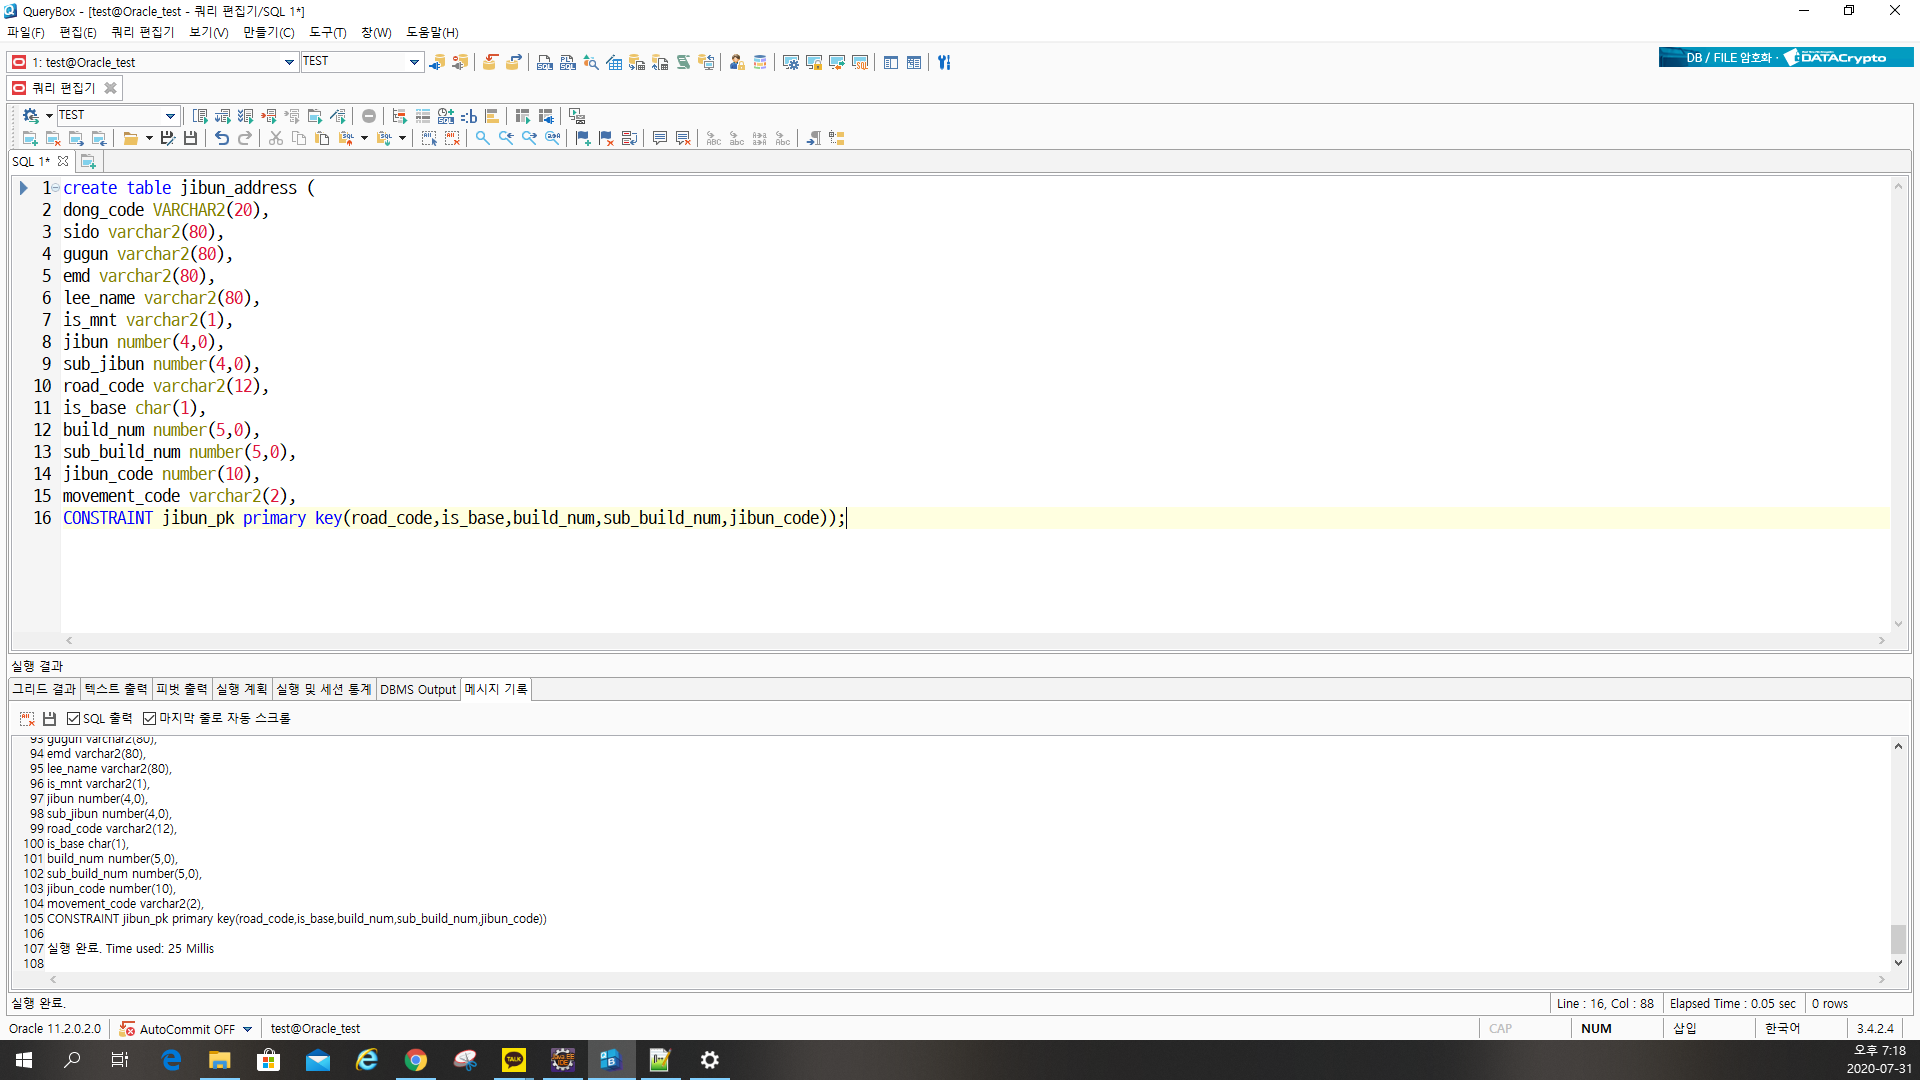 QueryBox - [test@Oracle_test - 쿼리 편집기/SQL 1*]
파일(F) 편집(E) 쿼리 편집기 보기(V) 만들기(C) 도구(T) 창(W) 도움말(H)
1: test@Oracle_test TEST
DB / FILE 암호화 · DATACrypto
쿼리 편집기
TEST
SQL 1*
1 create table jibun_address (
2 dong_code VARCHAR2(20),
3 sido varchar2(80),
4 gugun varchar2(80),
5 emd varchar2(80),
6 lee_name varchar2(80),
7 is_mnt varchar2(1),
8 jibun number(4,0),
9 sub_jibun number(4,0),
10 road_code varchar2(12),
11 is_base char(1),
12 build_num number(5,0),
13 sub_build_num number(5,0),
14 jibun_code number(10),
15 movement_code varchar2(2),
16 CONSTRAINT jibun_pk primary key(road_code,is_base,build_num,sub_build_num,jibun_code));
실행 결과
그리드 결과 텍스트 출력 피벗 출력 실행 계획 실행 및 세션 통계 DBMS Output 메시지 기록
SQL 출력 마지막 줄로 자동 스크롤
93 gugun varchar2(80),
94 emd varchar2(80),
95 lee_name varchar2(80),
96 is_mnt varchar2(1),
97 jibun number(4,0),
98 sub_jibun number(4,0),
99 road_code varchar2(12),
100 is_base char(1),
101 build_num number(5,0),
102 sub_build_num number(5,0),
103 jibun_code number(10),
104 movement_code varchar2(2),
105 CONSTRAINT jibun_pk primary key(road_code,is_base,build_num,sub_build_num,jibun_code))
106
107 실행 완료. Time used: 25 Millis
108
실행 완료. Line : 16, Col : 88 Elapsed Time : 0.05 sec 0 rows
Oracle 11.2.0.2.0 AutoCommit OFF test@Oracle_test CAP NUM 삽입 한국어 3.4.2.4
오후 7:18
2020-07-31